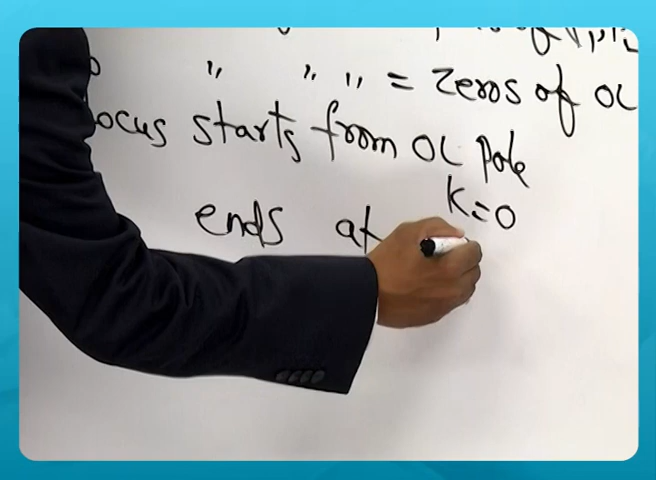 " " " = Zeros of OL
ocus starts from OL Pole
K=0
ends at